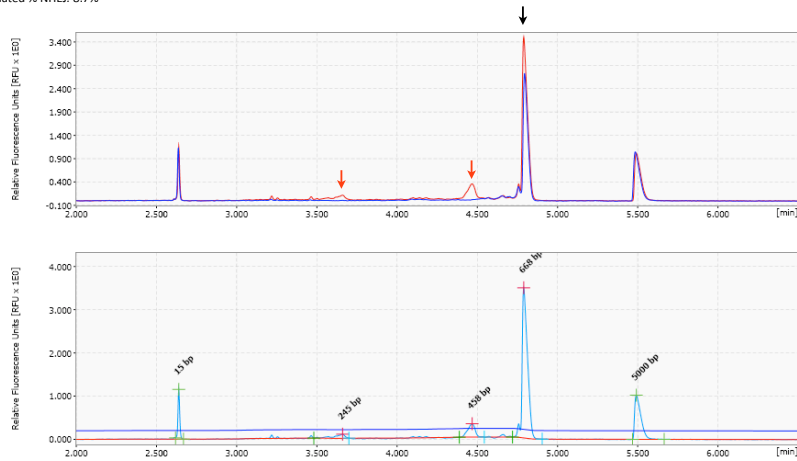 % NHEJ:
Relative Fluorescence Units [RFU x 1E0]
3.400
2.900
2.400
1.900
1.400
0.900
0.400
-0.100
2.000 2.500 3.000 3.500 4.000 4.500 5.000 5.500 6.000 [min]
Relative Fluorescence Units [RFU x 1E0]
4.000
3.000
2.000
1.000
0.000
15 bp
245 bp
458 bp
668 bp
5000 bp
2.000 2.500 3.000 3.500 4.000 4.500 5.000 5.500 6.000 [min]